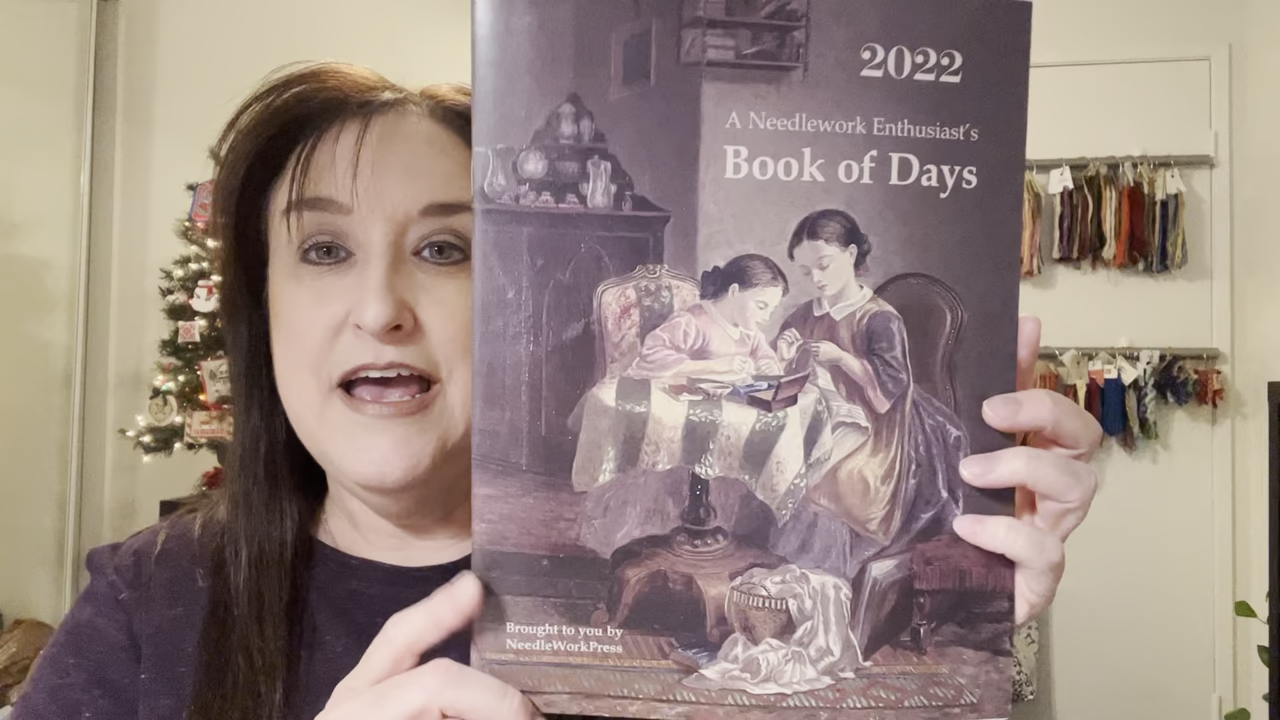 2022
A Needlework Enthusiast's
Book of Days
Brought to you by
NeedleWorkPress